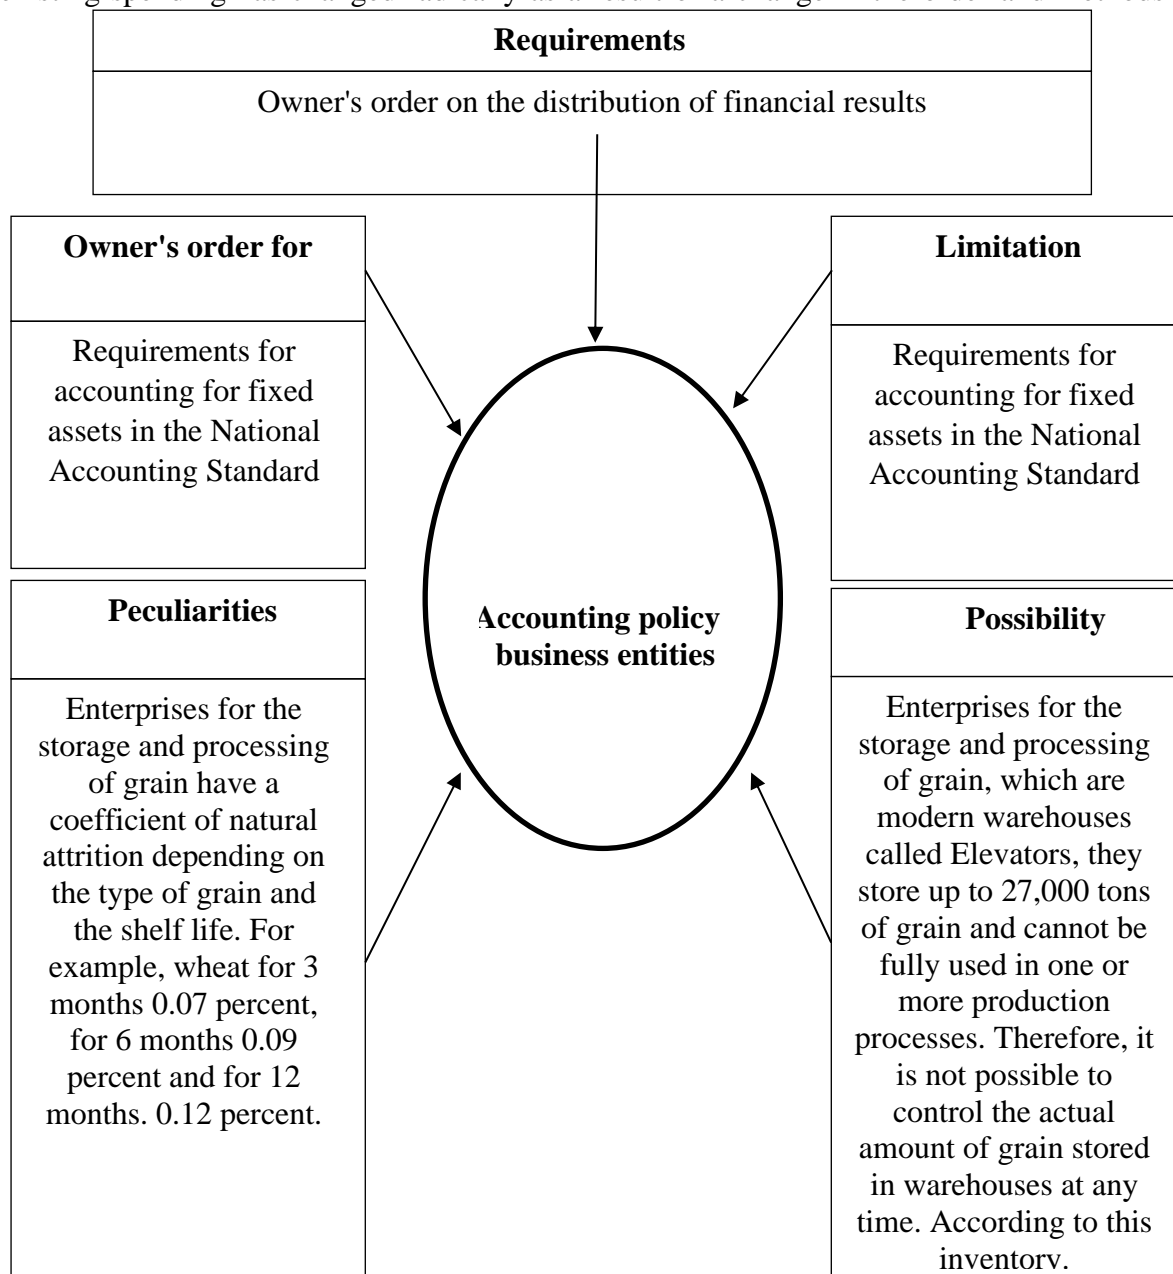 Requirements
Owner's order on the distribution of financial results
Owner's order for
Requirements for
accounting for fixed
assets in the National
Accounting Standard
Limitation
Requirements for
accounting for fixed
assets in the National
Accounting Standard
Peculiarities
Enterprises for the
storage and processing
of grain have a
coefficient of natural
attrition depending on
the type of grain and
the shelf life. For
example, wheat for 3
months 0.07 percent,
for 6 months 0.09
percent and for 12
months. 0.12 percent.
Accounting policy
business entities
Possibility
Enterprises for the
storage and processing
of grain, which are
modern warehouses
called Elevators, they
store up to 27,000 tons
of grain and cannot be
fully used in one or
more production
processes. Therefore, it
is not possible to
control the actual
amount of grain stored
in warehouses at any
time. According to this
inventory.